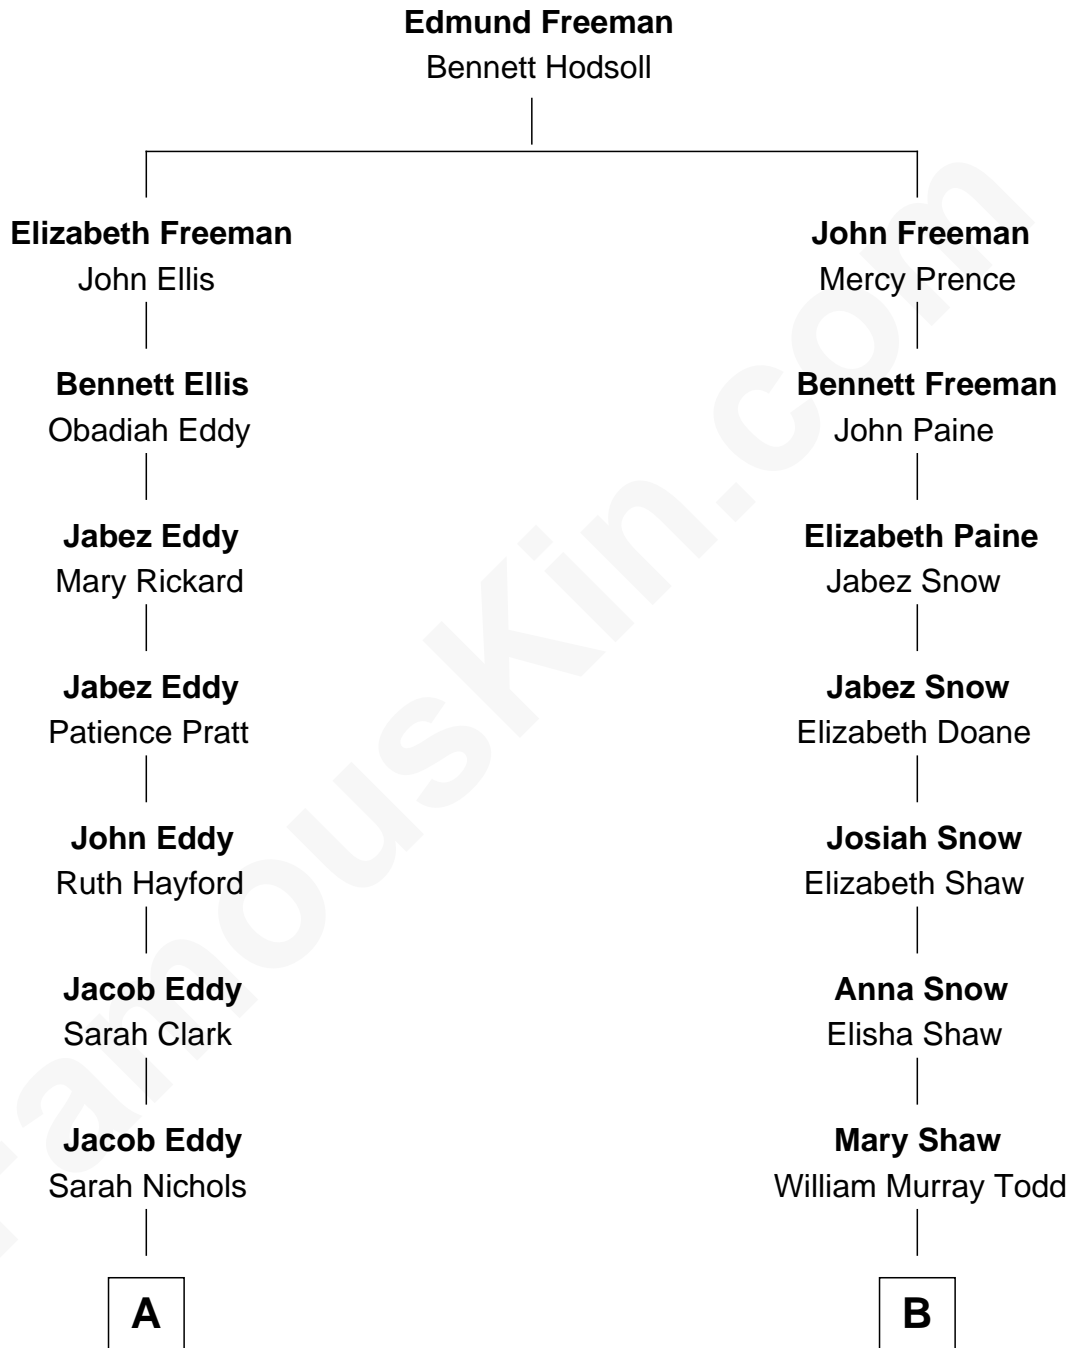 Edmund Freeman
Bennett Hodsoll
Elizabeth Freeman
John Ellis
Bennett Ellis
Obadiah Eddy
Jabez Eddy
Mary Rickard
Jabez Eddy
Patience Pratt
John Eddy
Ruth Hayford
Jacob Eddy
Sarah Clark
Jacob Eddy
Sarah Nichols
A
John Freeman
Mercy Prence
Bennett Freeman
John Paine
Elizabeth Paine
Jabez Snow
Jabez Snow
Elizabeth Doane
Josiah Snow
Elizabeth Shaw
Anna Snow
Elisha Shaw
Mary Shaw
William Murray Todd
B
FamousKin.com